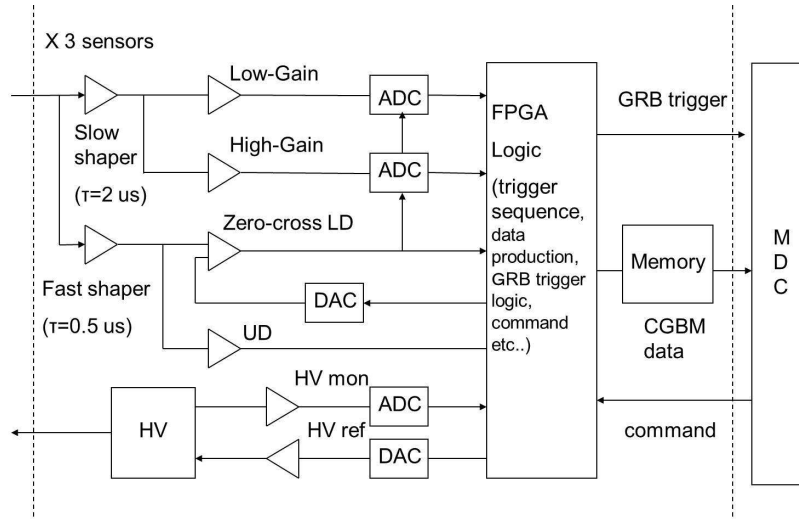 X 3 sensors
Low-Gain
ADC
Slow
shaper
(τ=2 us)
High-Gain
ADC
Zero-cross LD
Fast shaper
(τ=0.5 us)
DAC
UD
HV mon
ADC
HV
HV ref
DAC
FPGA
Logic
(trigger
sequence,
data
production,
GRB trigger
logic,
command
etc..)
GRB trigger
Memory
CGBM
data
command
M
D
C